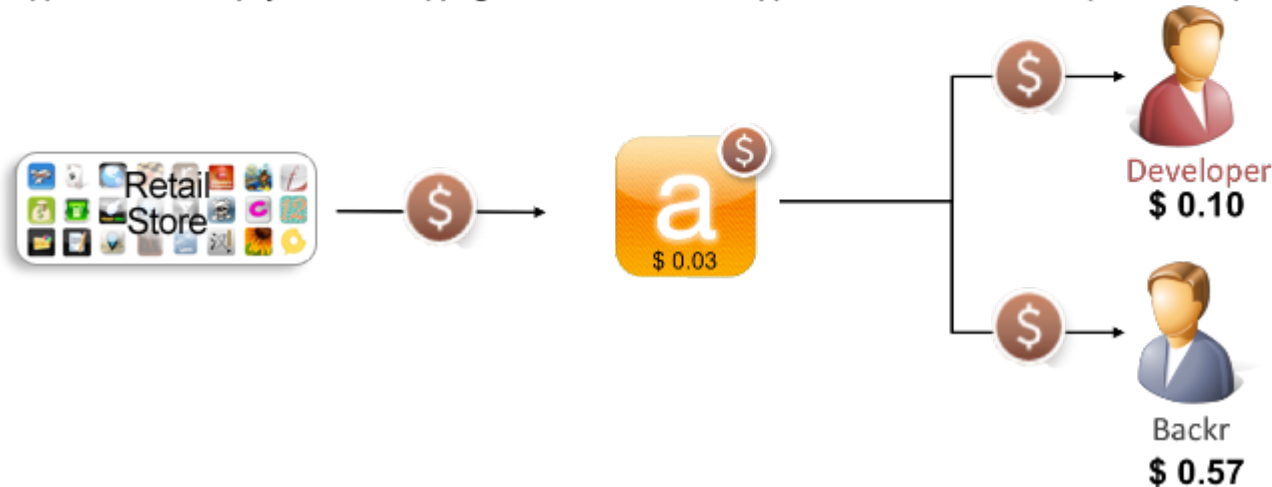 Retail
Store
$
a
$
$ 0.03
$
Developer
$ 0.10
$
Backr
$ 0.57